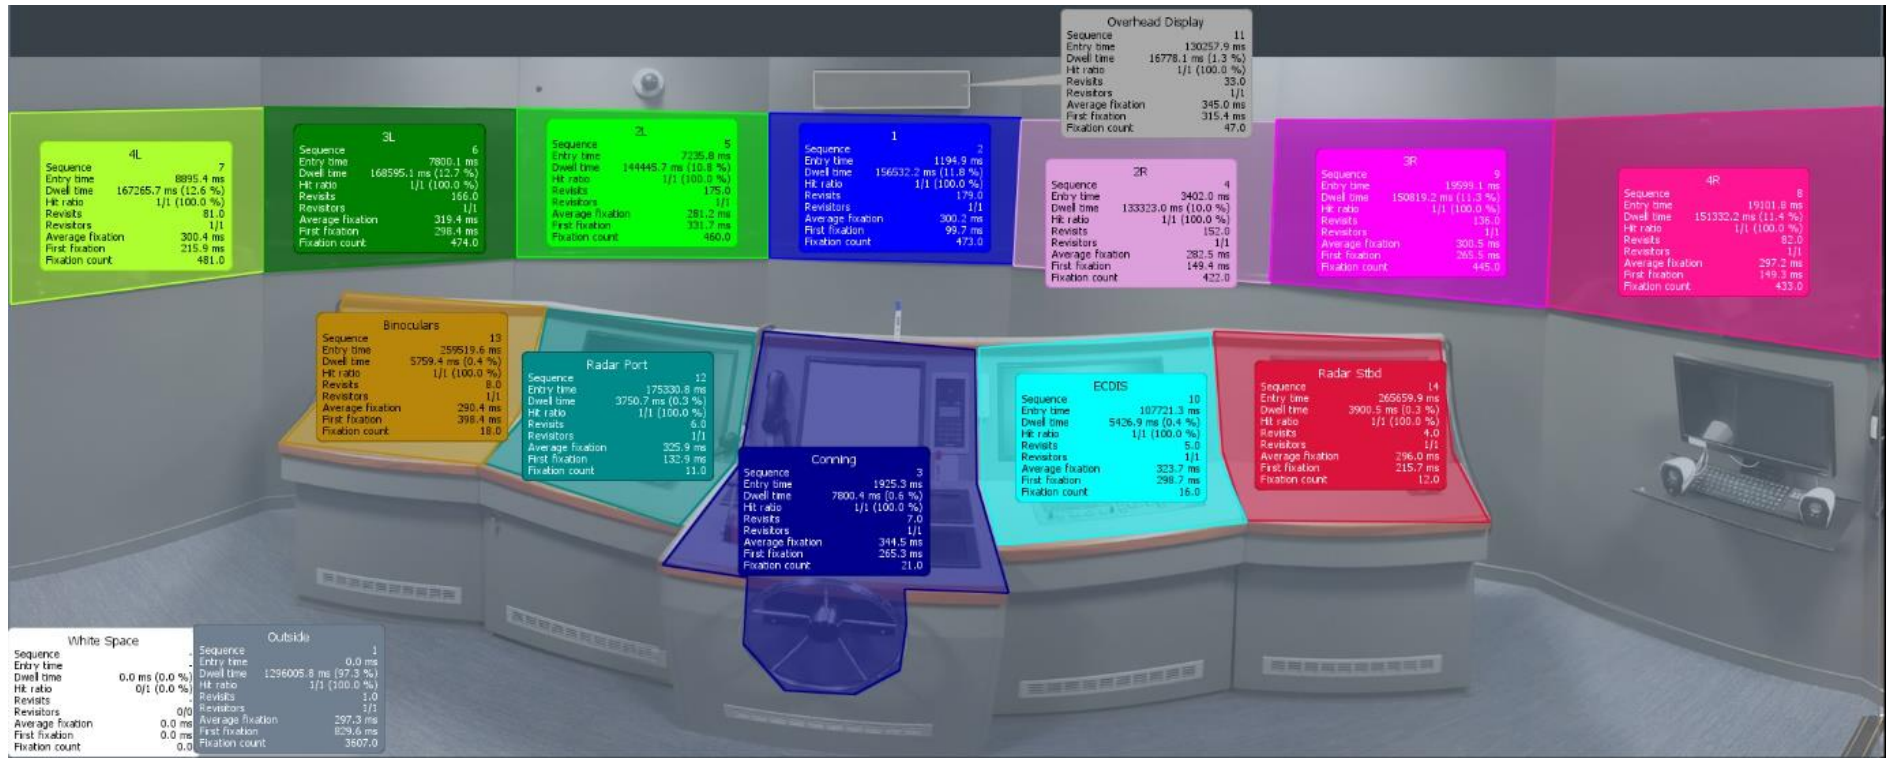 Overhead Display
Sequence 11
Entry time 130257.9 ms
Dwell time 16778.1 ms (1.3 %)
Hit ratio 1/1 (100.0 %)
Revisits 33.0
Revisitors 1/1
Average fixation 345.0 ms
First fixation 315.4 ms
Fixation count 47.0
4L
Sequence 7
Entry time 8895.4 ms
Dwell time 167265.7 ms (12.6 %)
Hit ratio 1/1 (100.0 %)
Revisits 81.0
Revisitors 1/1
Average fixation 300.4 ms
First fixation 215.9 ms
Fixation count 481.0
3L
Sequence 6
Entry time 7800.1 ms
Dwell time 168595.1 ms (12.7 %)
Hit ratio 1/1 (100.0 %)
Revisits 166.0
Revisitors 1/1
Average fixation 319.4 ms
First fixation 298.4 ms
Fixation count 474.0
2L
Sequence 5
Entry time 7235.8 ms
Dwell time 144445.7 ms (10.8 %)
Hit ratio 1/1 (100.0 %)
Revisits 175.0
Revisitors 1/1
Average fixation 281.2 ms
First fixation 331.7 ms
Fixation count 460.0
1
Sequence 2
Entry time 1194.9 ms
Dwell time 156532.2 ms (11.8 %)
Hit ratio 1/1 (100.0 %)
Revisits 179.0
Revisitors 1/1
Average fixation 300.2 ms
First fixation 99.7 ms
Fixation count 473.0
2R
Sequence 4
Entry time 3402.0 ms
Dwell time 133323.0 ms (10.0 %)
Hit ratio 1/1 (100.0 %)
Revisits 152.0
Revisitors 1/1
Average fixation 282.5 ms
First fixation 149.4 ms
Fixation count 422.0
3R
Sequence 9
Entry time 19599.1 ms
Dwell time 150819.2 ms (11.3 %)
Hit ratio 1/1 (100.0 %)
Revisits 136.0
Revisitors 1/1
Average fixation 300.5 ms
First fixation 265.5 ms
Fixation count 445.0
4R
Sequence 8
Entry time 19101.8 ms
Dwell time 151332.2 ms (11.4 %)
Hit ratio 1/1 (100.0 %)
Revisits 82.0
Revisitors 1/1
Average fixation 297.2 ms
First fixation 149.3 ms
Fixation count 433.0
Binoculars
Sequence 13
Entry time 259519.6 ms
Dwell time 5759.4 ms (0.4 %)
Hit ratio 1/1 (100.0 %)
Revisits 8.0
Revisitors 1/1
Average fixation 290.4 ms
First fixation 398.4 ms
Fixation count 18.0
Radar Port
Sequence 12
Entry time 175330.8 ms
Dwell time 3750.7 ms (0.3 %)
Hit ratio 1/1 (100.0 %)
Revisits 6.0
Revisitors 1/1
Average fixation 325.9 ms
First fixation 132.9 ms
Fixation count 11.0
Conning
Sequence 3
Entry time 1925.3 ms
Dwell time 7800.4 ms (0.6 %)
Hit ratio 1/1 (100.0 %)
Revisits 7.0
Revisitors 1/1
Average fixation 344.5 ms
First fixation 265.3 ms
Fixation count 21.0
ECDIS
Sequence 10
Entry time 107721.3 ms
Dwell time 5426.9 ms (0.4 %)
Hit ratio 1/1 (100.0 %)
Revisits 5.0
Revisitors 1/1
Average fixation 323.7 ms
First fixation 298.7 ms
Fixation count 16.0
Radar Stbd
Sequence 14
Entry time 265659.9 ms
Dwell time 3900.5 ms (0.3 %)
Hit ratio 1/1 (100.0 %)
Revisits 4.0
Revisitors 1/1
Average fixation 296.0 ms
First fixation 215.7 ms
Fixation count 12.0
White Space
Sequence -
Entry time -
Dwell time 0.0 ms (0.0 %)
Hit ratio 0/1 (0.0 %)
Revisits -
Revisitors 0/0
Average fixation 0.0 ms
First fixation 0.0 ms
Fixation count 0.0
Outside
Sequence 1
Entry time 0.0 ms
Dwell time 1296005.8 ms (97.3 %)
Hit ratio 1/1 (100.0 %)
Revisits 1.0
Revisitors 1/1
Average fixation 297.3 ms
First fixation 829.6 ms
Fixation count 3607.0